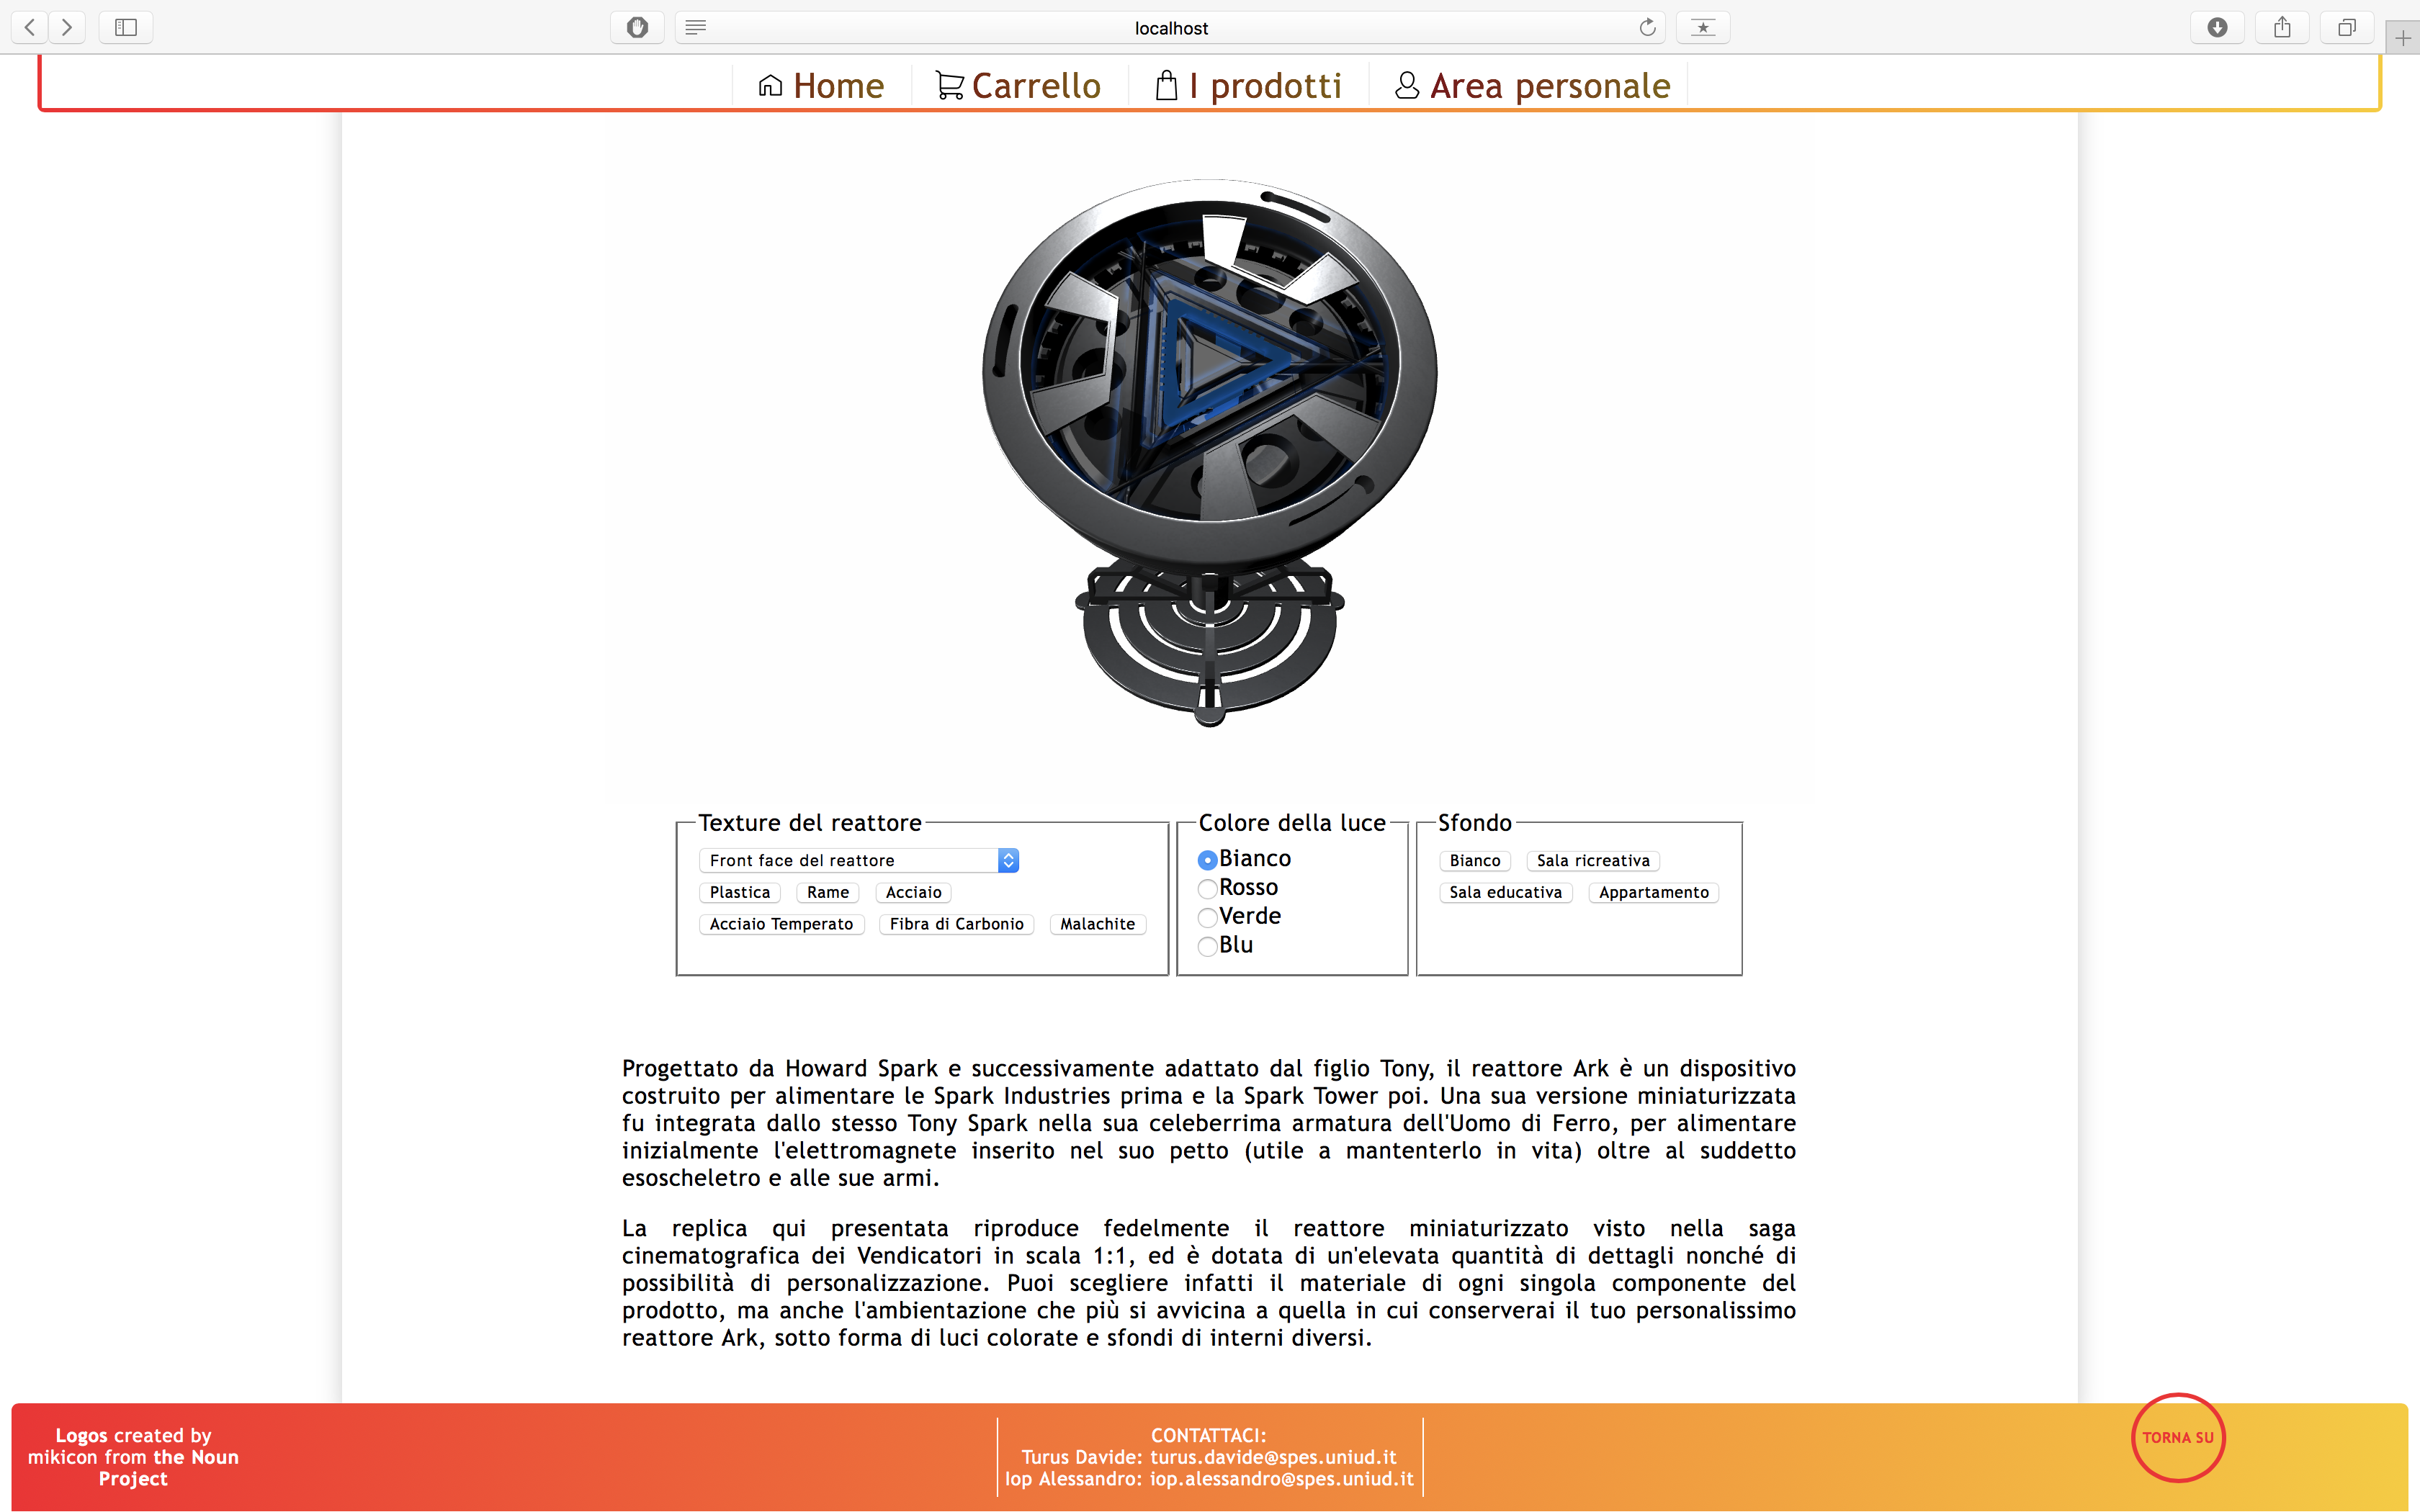 localhost
Home Carrello I prodotti Area personale
Texture del reattore
Front face del reattore
Plastica Rame Acciaio
Acciaio Temperato Fibra di Carbonio Malachite
Colore della luce
Bianco
Rosso
Verde
Blu
Sfondo
Bianco Sala ricreativa
Sala educativa Appartamento
Progettato da Howard Spark e successivamente adattato dal figlio Tony, il reattore Ark è un dispositivo
costruito per alimentare le Spark Industries prima e la Spark Tower poi. Una sua versione miniaturizzata
fu integrata dallo stesso Tony Spark nella sua celeberrima armatura dell'Uomo di Ferro, per alimentare
inizialmente l'elettromagnete inserito nel suo petto (utile a mantenterlo in vita) oltre al suddetto
esoscheletro e alle sue armi.
La replica qui presentata riproduce fedelmente il reattore miniaturizzato visto nella saga
cinematografica dei Vendicatori in scala 1:1, ed è dotata di un'elevata quantità di dettagli nonché di
possibilità di personalizzazione. Puoi scegliere infatti il materiale di ogni singola componente del
prodotto, ma anche l'ambientazione che più si avvicina a quella in cui conserverai il tuo personalissimo
reattore Ark, sotto forma di luci colorate e sfondi di interni diversi.
Logos created by
mikicon from the Noun
Project
CONTATTACI:
Turus Davide: turus.davide@spes.uniud.it
Iop Alessandro: iop.alessandro@spes.uniud.it
TORNA SU